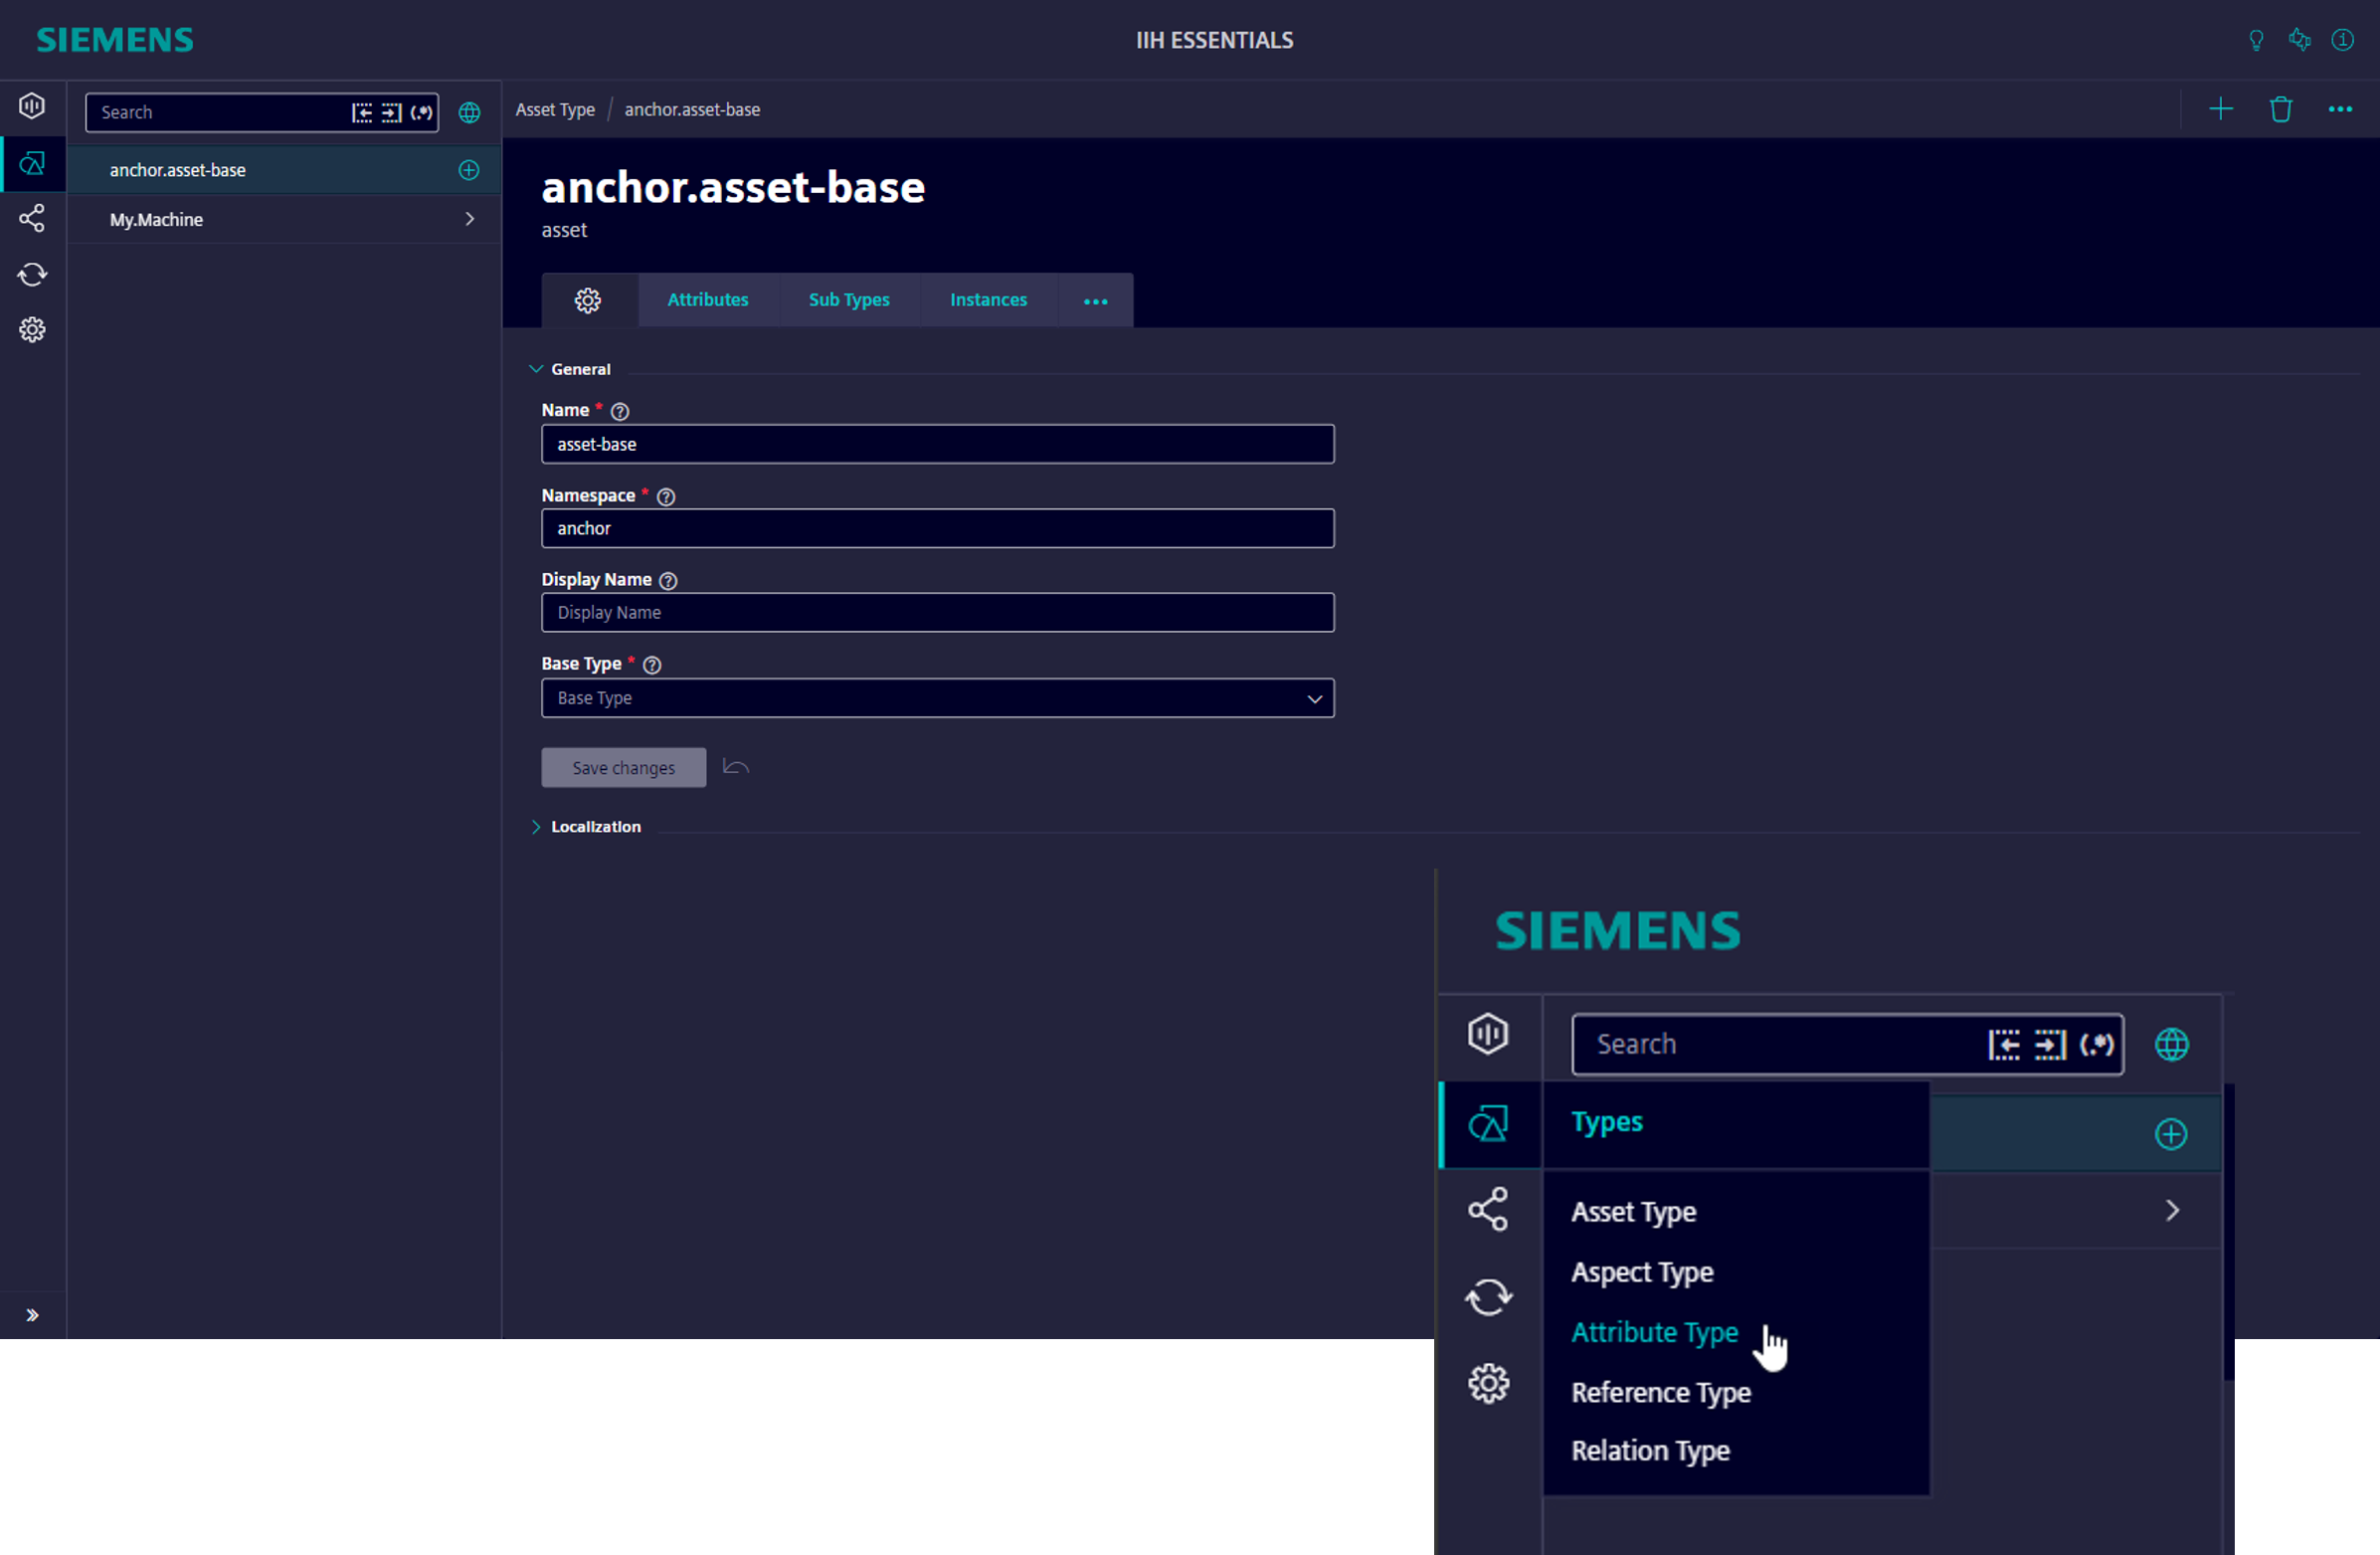 SIEMENS
IIH ESSENTIALS
Search
(.*)
Asset Type / anchor.asset-base
anchor.asset-base
My.Machine
anchor.asset-base
asset
Attributes
Sub Types
Instances
General
Name *
asset-base
Namespace *
anchor
Display Name
Display Name
Base Type *
Base Type
Save changes
Localization
SIEMENS
Search
(.*)
Types
Asset Type
Aspect Type
Attribute Type
Reference Type
Relation Type